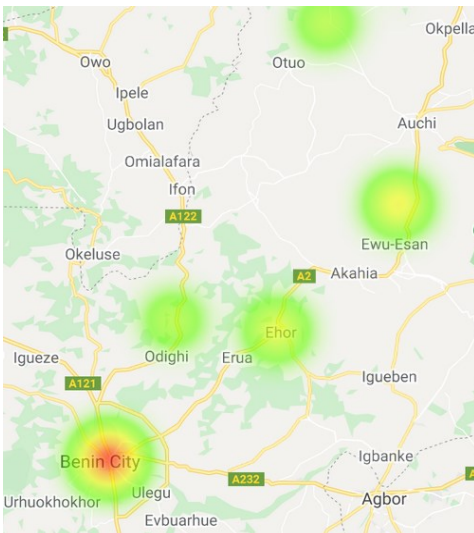 Okpella
Owo
Otuo
Ipele
Ugbolan
Auchi
Omialafara
Ifon
A122
Okeluse
Ewu-Esan
Akahia
A2
Ehor
Odighi
Erua
Igueze
A121
Igueben
Benin City
Igbanke
A232
Ulegu
Urhuokhokhor
Agbor
Evbuarhue